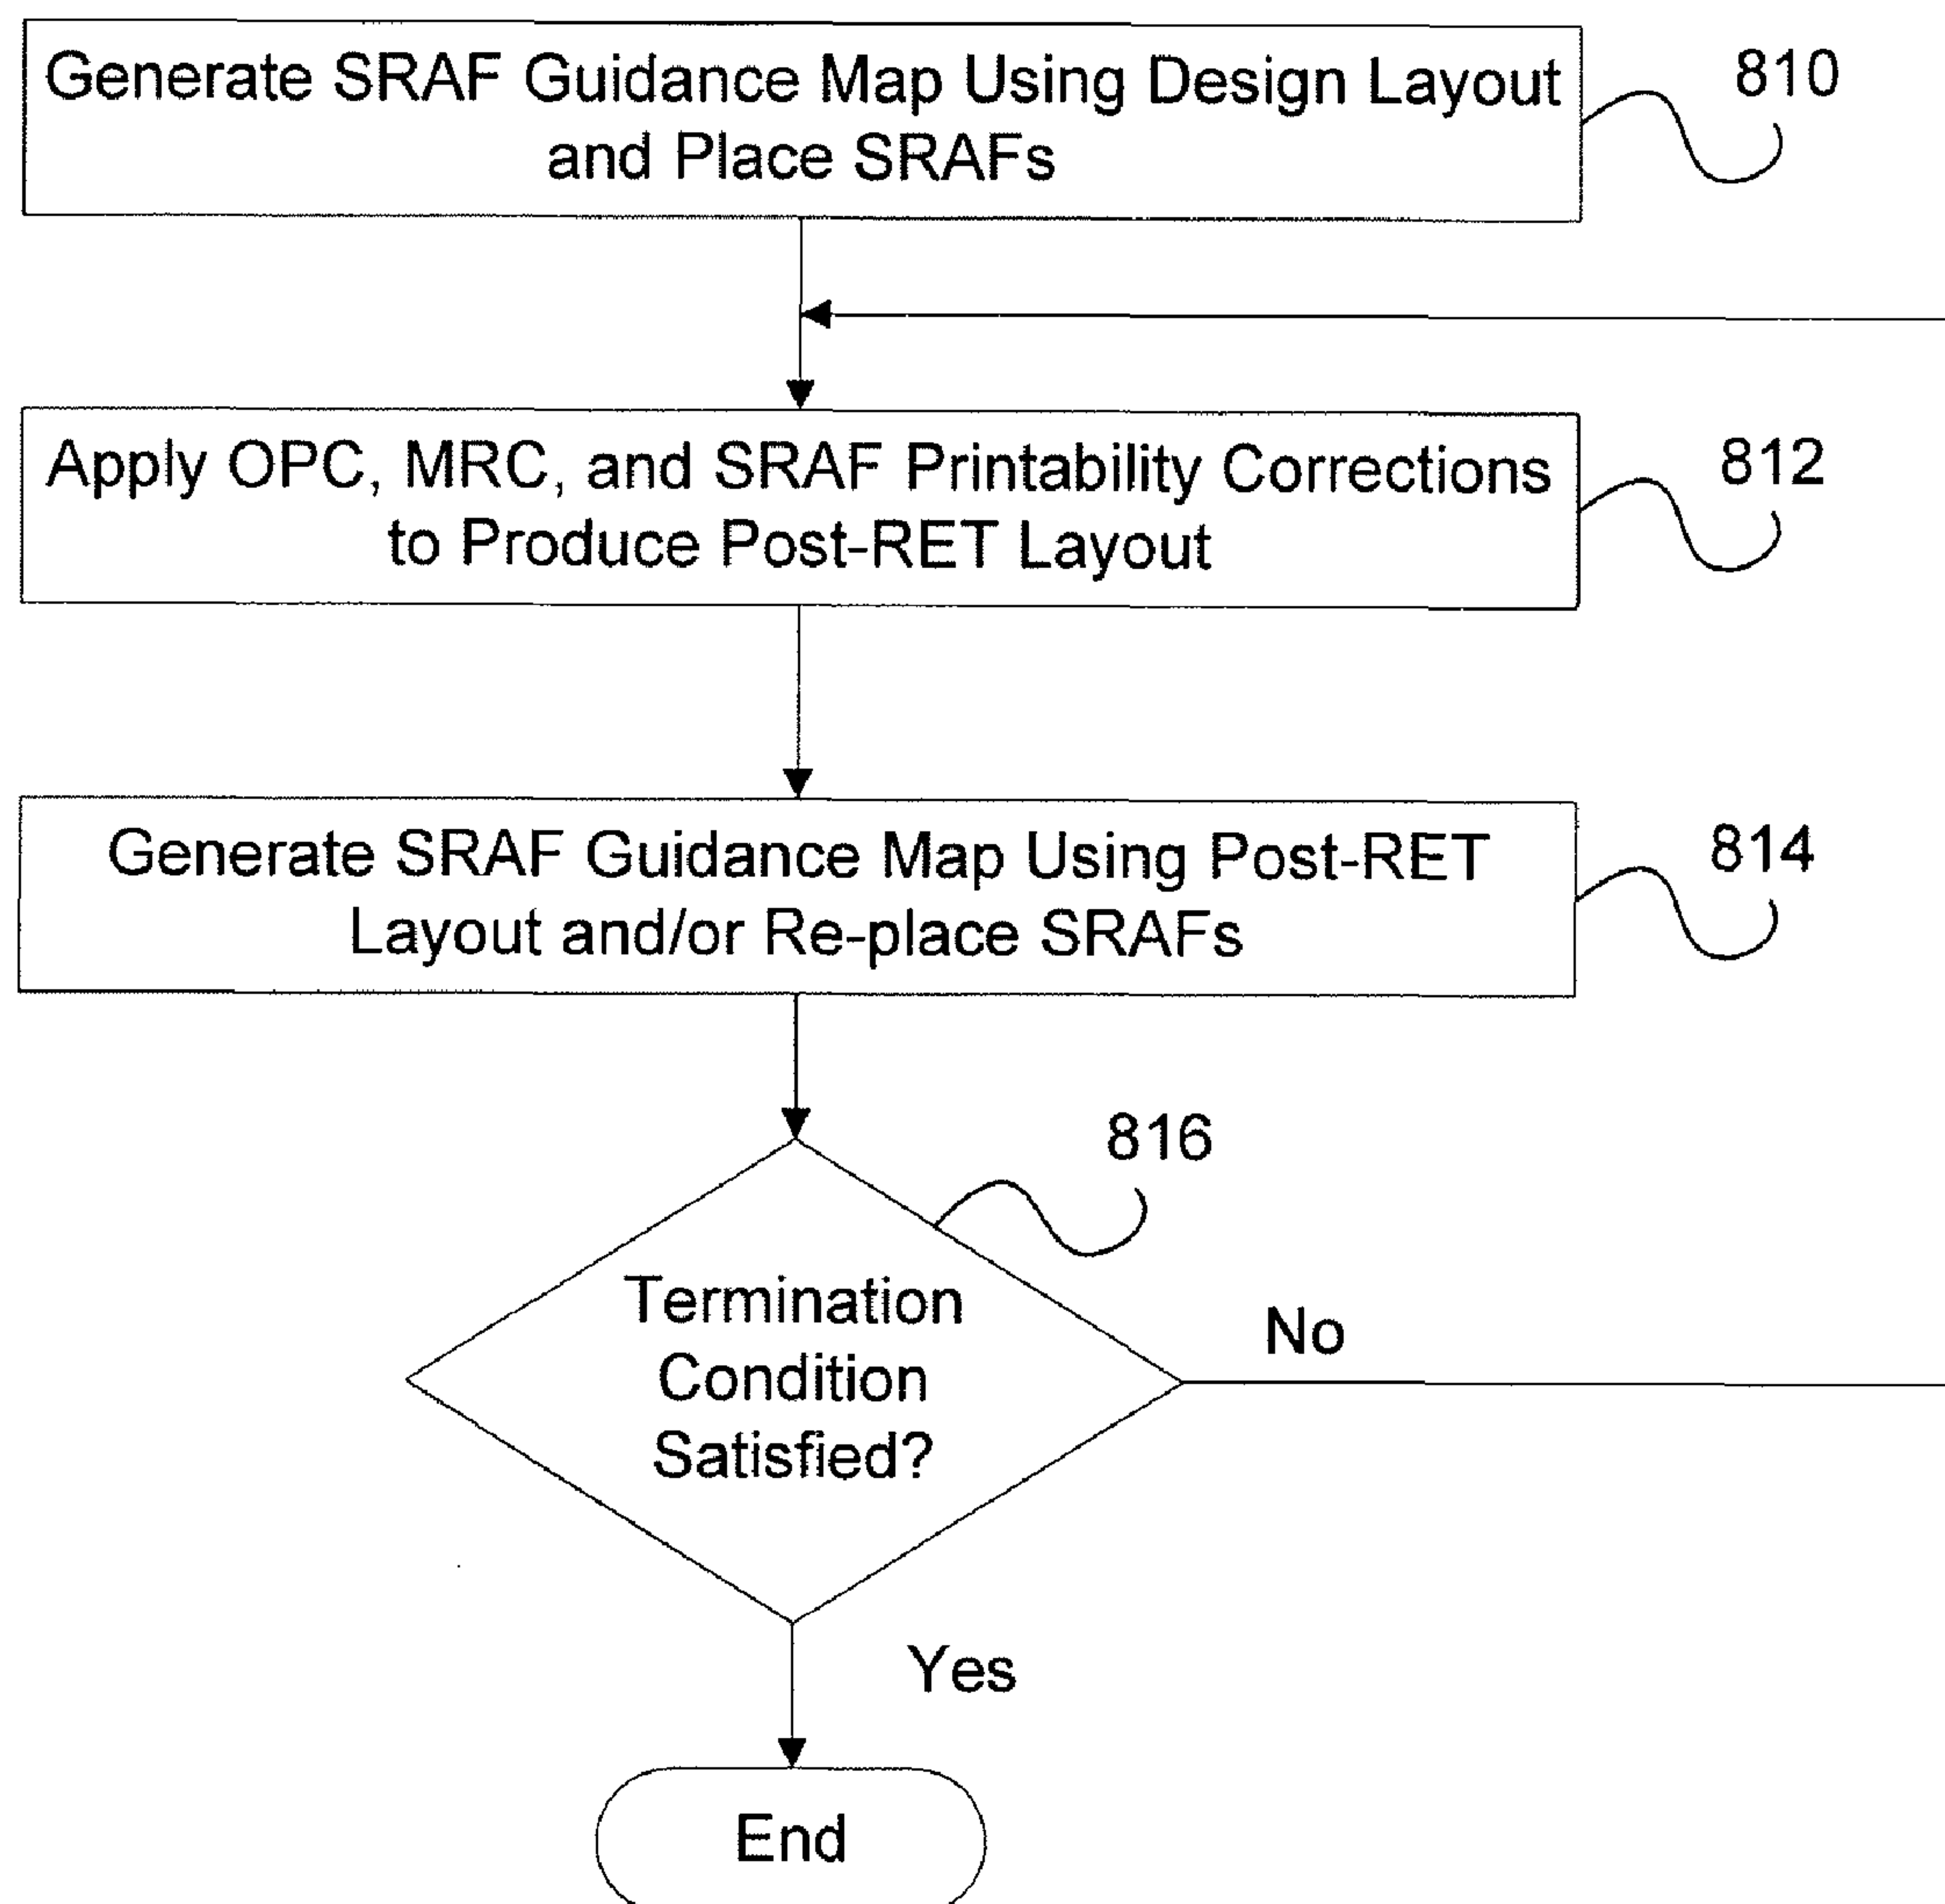 Generate SRAF Guidance Map Using Design Layout
and Place SRAFs
810
Apply OPC, MRC, and SRAF Printability Corrections
to Produce Post-RET Layout
812
Generate SRAF Guidance Map Using Post-RET
Layout and/or Re-place SRAFs
814
816
Termination
Condition
Satisfied?
No
Yes
End